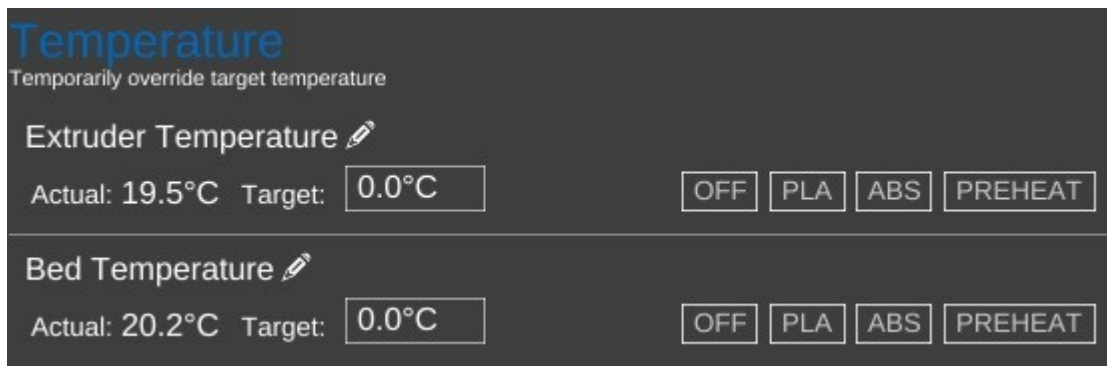 Temperature
Temporarily override target temperature
Extruder Temperature
Actual: 19.5°C Target: 0.0°C OFF PLA ABS PREHEAT
Bed Temperature
Actual: 20.2°C Target: 0.0°C OFF PLA ABS PREHEAT